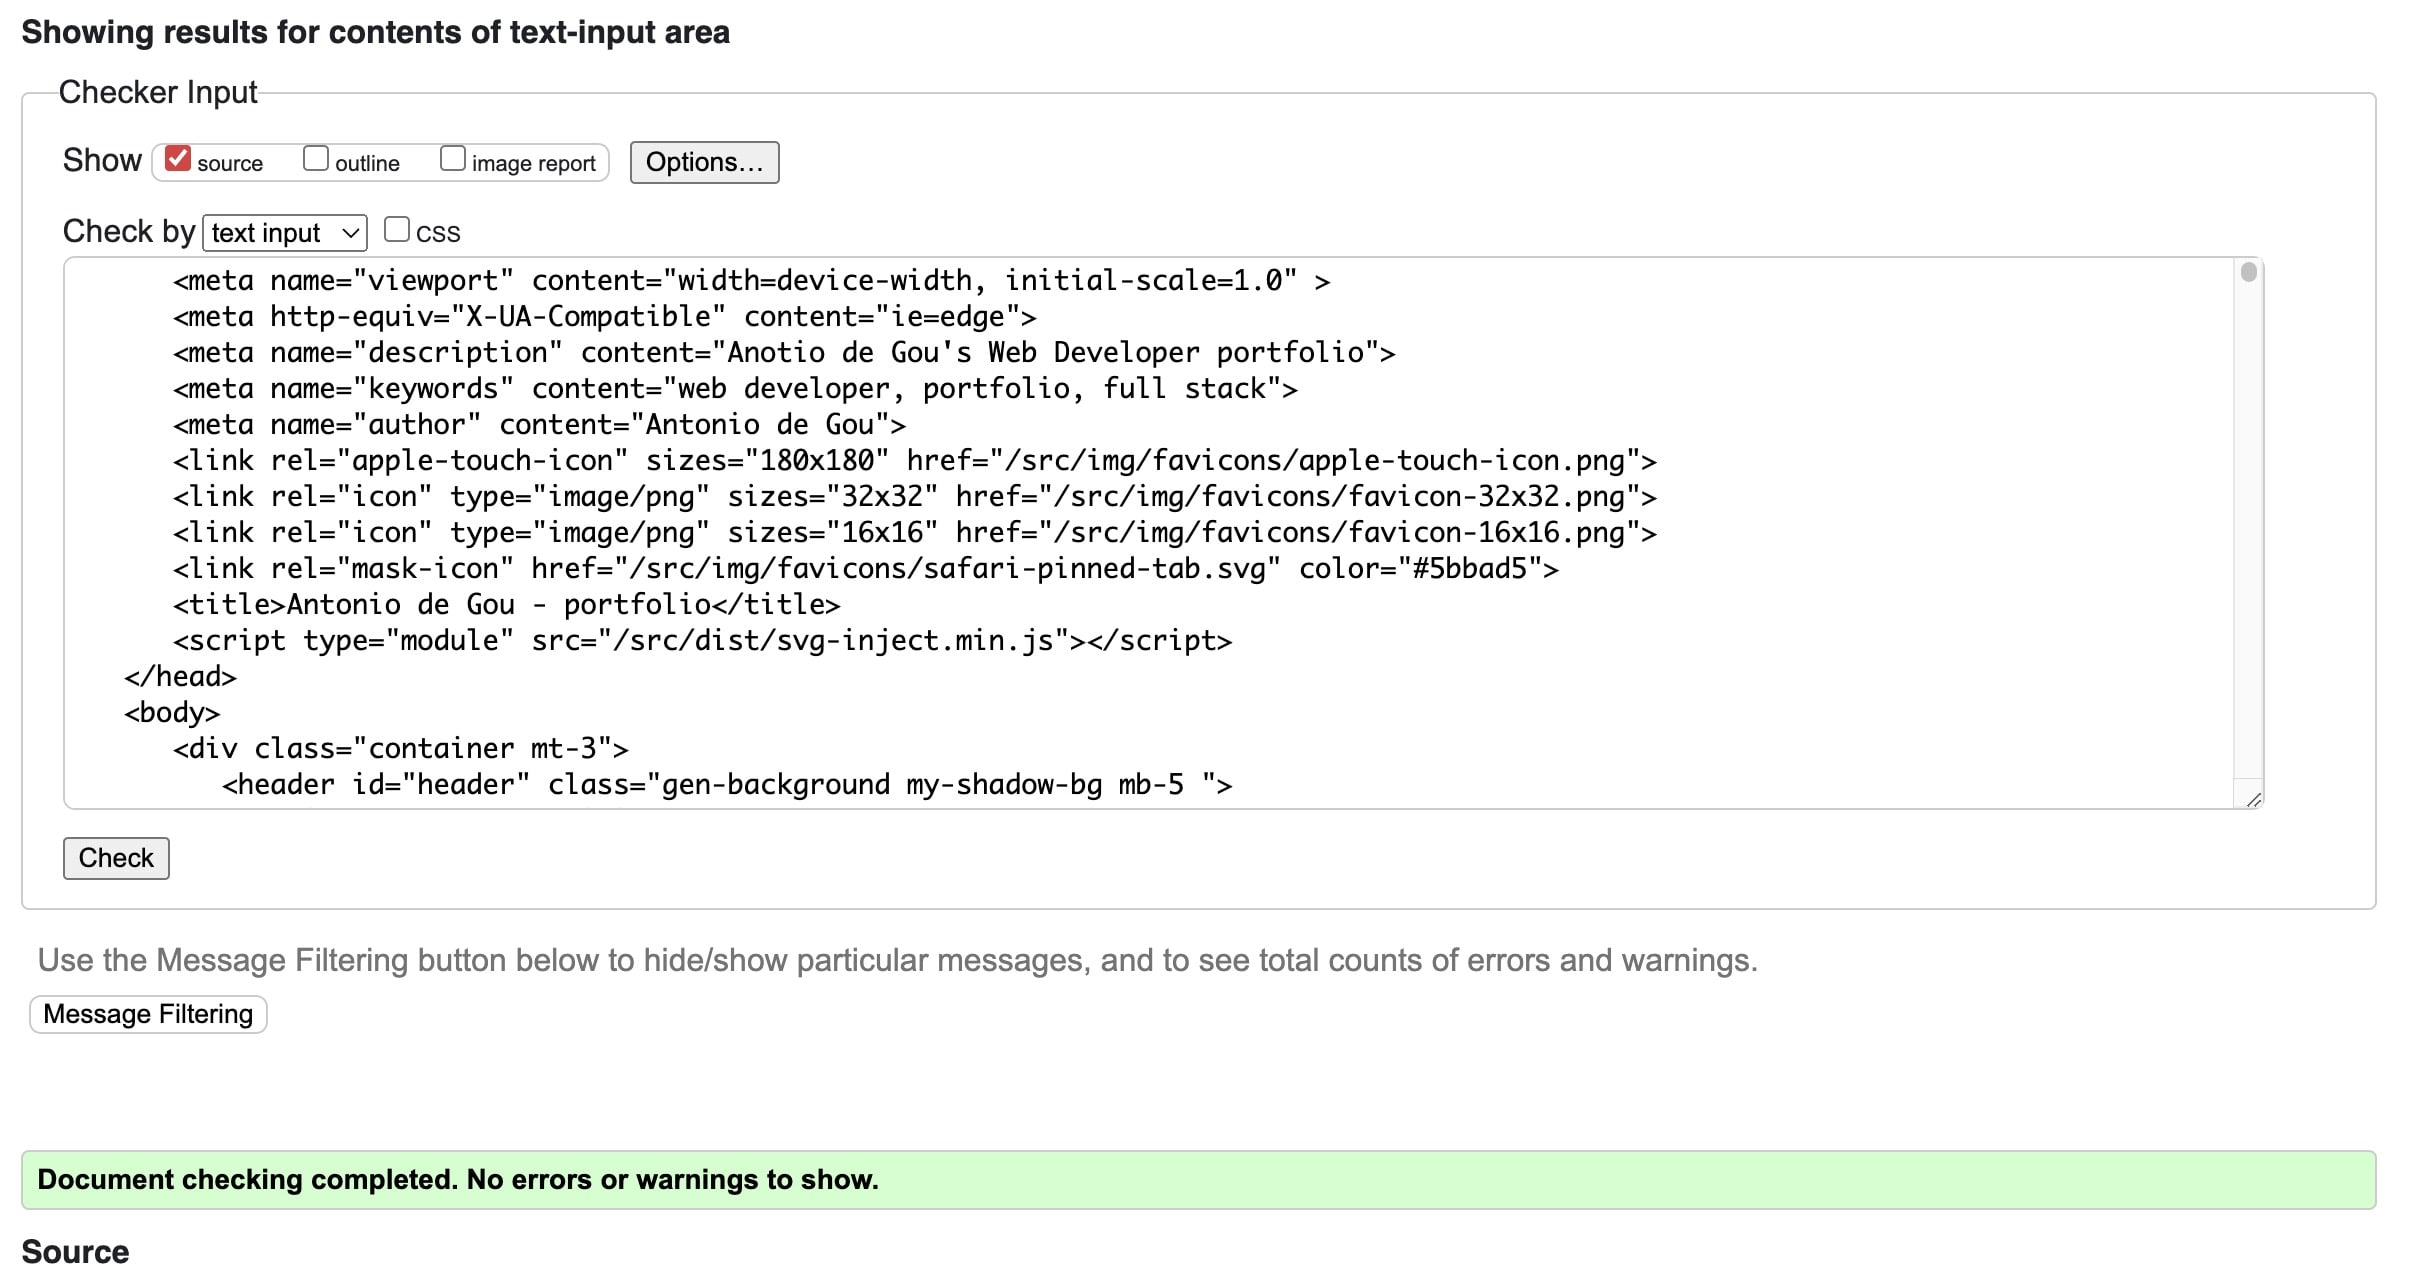 Showing results for contents of text-input area
Checker Input
Show source outline image report Options...
Check by text input css
<meta name="viewport" content="width=device-width, initial-scale=1.0" >
<meta http-equiv="X-UA-Compatible" content="ie=edge">
<meta name="description" content="Anotio de Gou's Web Developer portfolio">
<meta name="keywords" content="web developer, portfolio, full stack">
<meta name="author" content="Antonio de Gou">
<link rel="apple-touch-icon" sizes="180x180" href="/src/img/favicons/apple-touch-icon.png">
<link rel="icon" type="image/png" sizes="32x32" href="/src/img/favicons/favicon-32x32.png">
<link rel="icon" type="image/png" sizes="16x16" href="/src/img/favicons/favicon-16x16.png">
<link rel="mask-icon" href="/src/img/favicons/safari-pinned-tab.svg" color="#5bbad5">
<title>Antonio de Gou - portfolio</title>
<script type="module" src="/src/dist/svg-inject.min.js"></script>
</head>
<body>
<div class="container mt-3">
<header id="header" class="gen-background my-shadow-bg mb-5 ">
Check
Use the Message Filtering button below to hide/show particular messages, and to see total counts of errors and warnings.
Message Filtering
Document checking completed. No errors or warnings to show.
Source